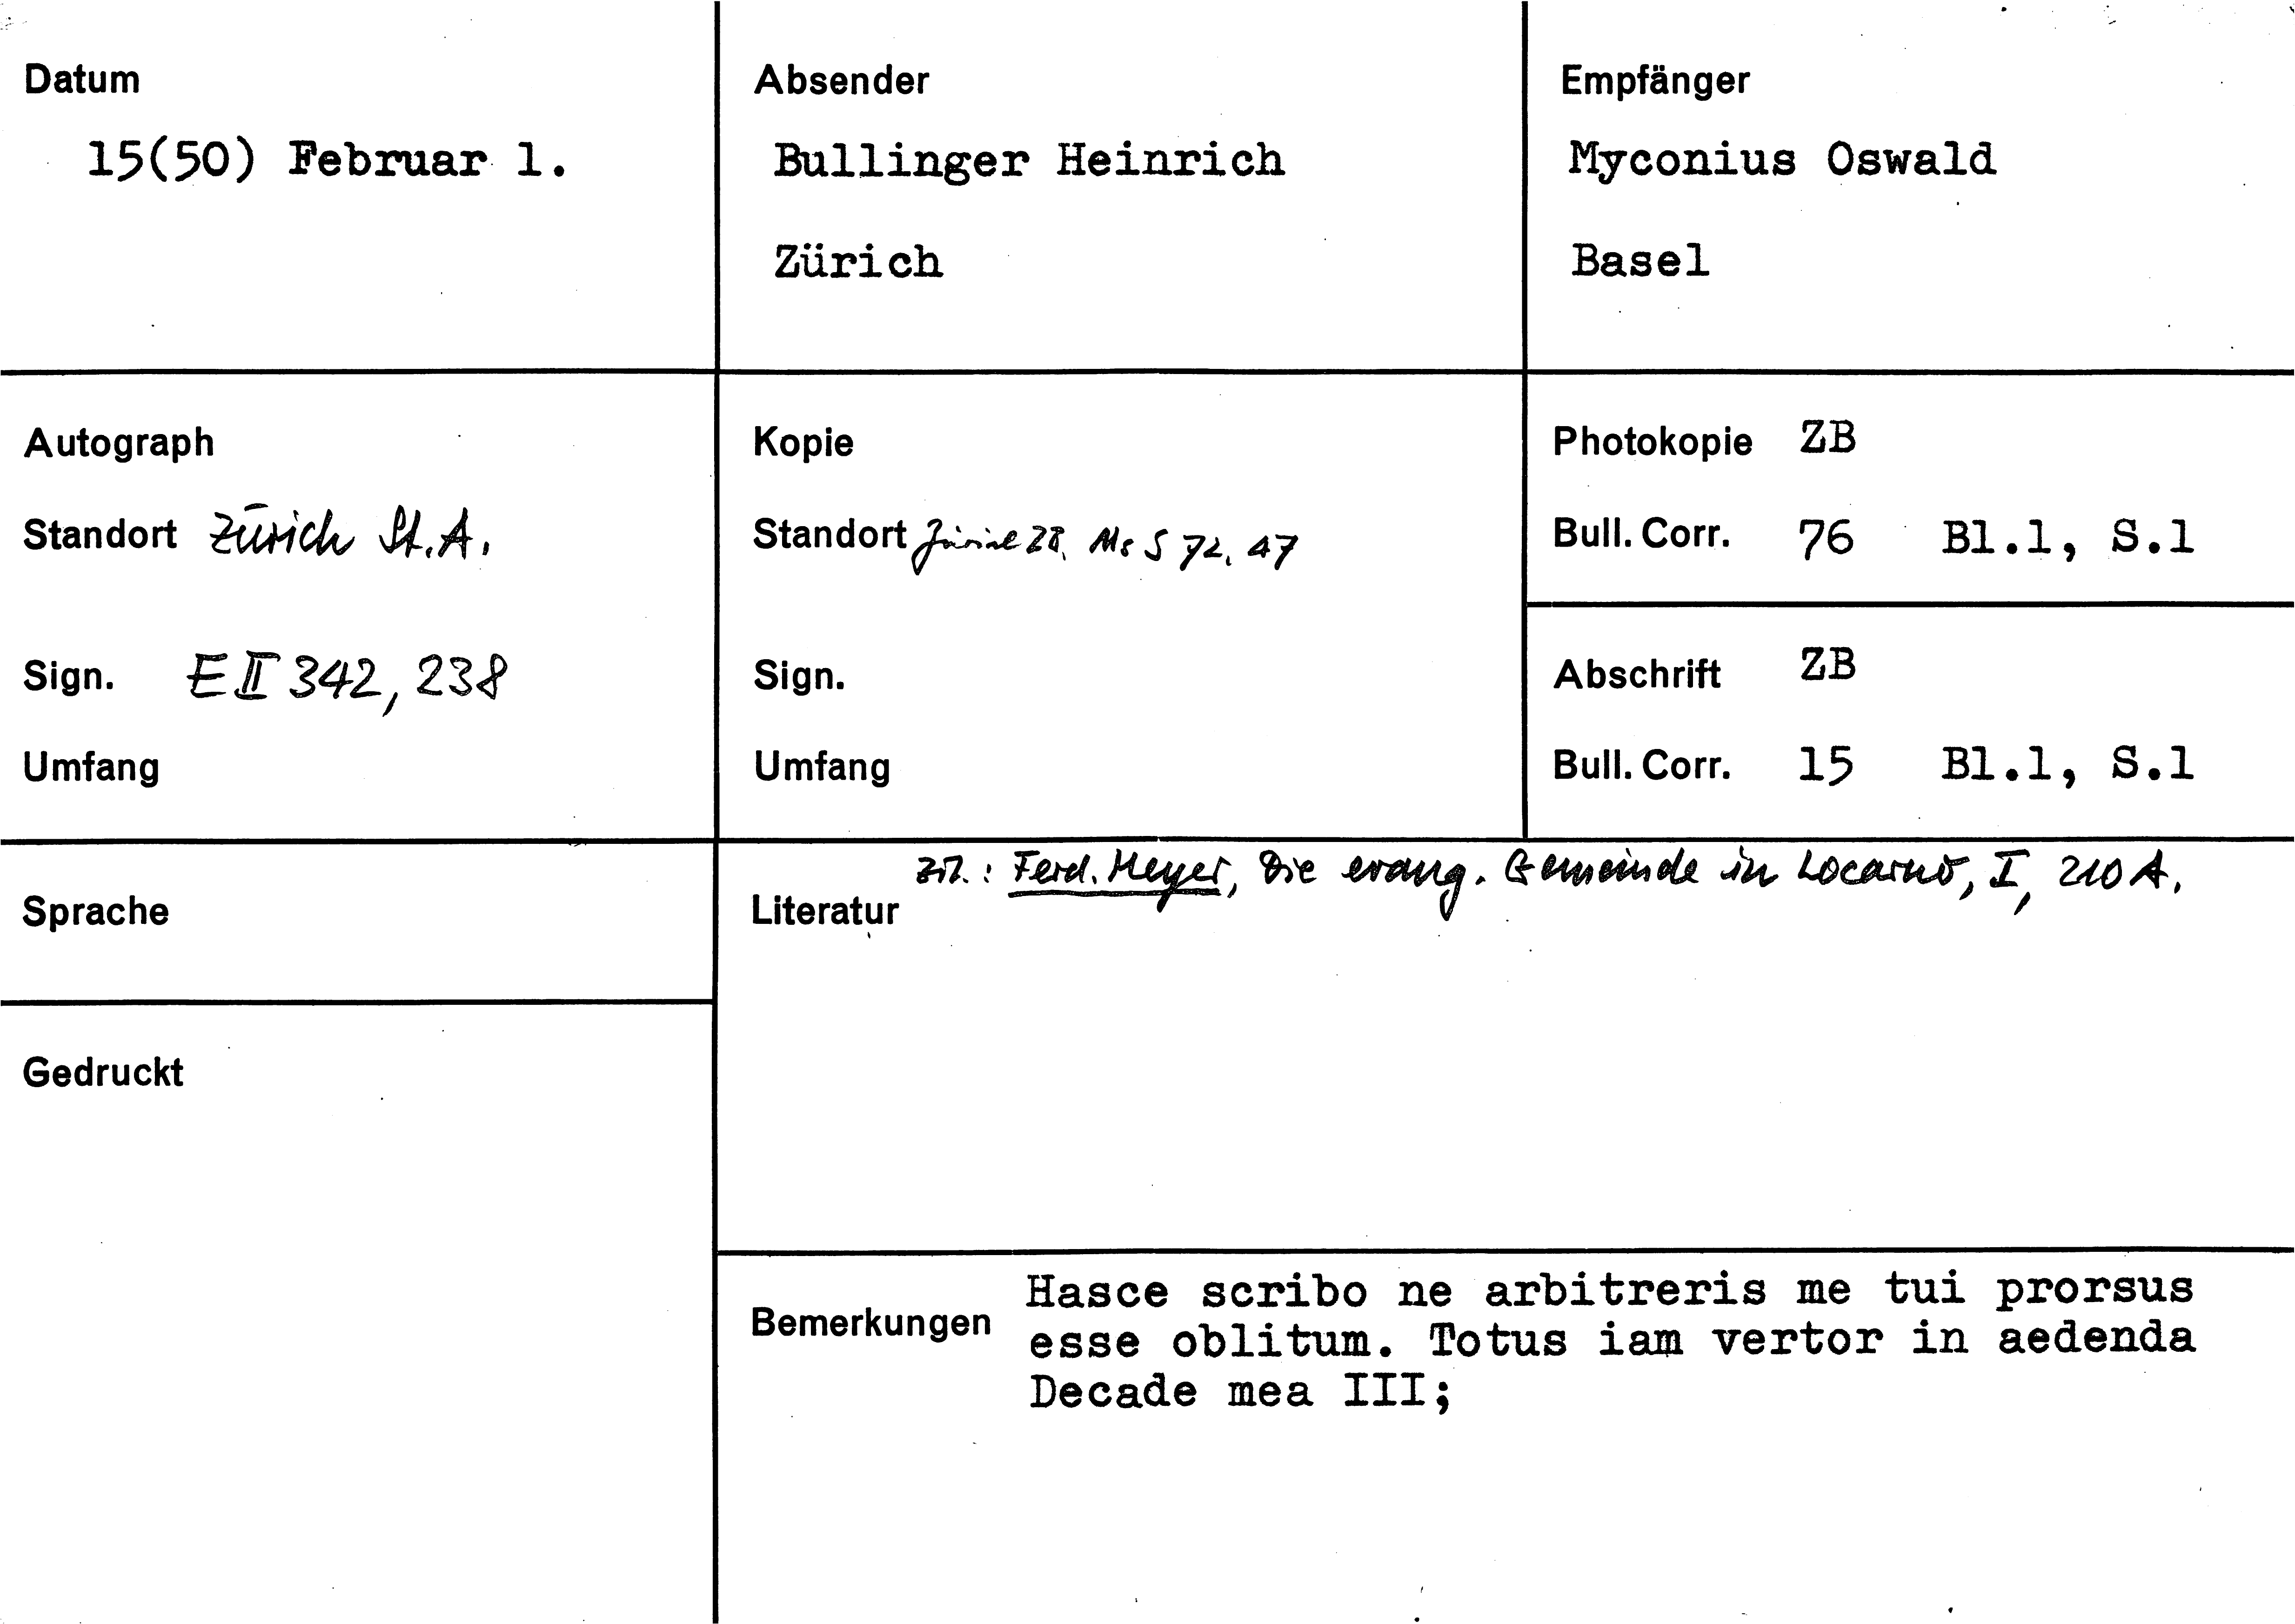 Datum
15(50) Februar 1.
Absender
Bullinger Heinrich
Zürich
Empfänger
Myconius Oswald
Basel
Autograph
Standort Zürich St.A.
Sign. E II 342, 238
Umfang
Kopie
Standort Zürich ZB, Ms S 72, 47
Sign.
Umfang
Photokopie ZB
Bull. Corr. 76 Bl.1, S.1
Abschrift ZB
Bull. Corr. 15 Bl.1, S.1
Sprache
Gedruckt
zit.: Ferd. Meyer, Die evang. Gemeinde in Locarno, I, 210 A.
Literatur
Bemerkungen
Hasce scribo ne arbitreris me tui prorsus
esse oblitum. Totus iam vertor in aedenda
Decade mea III;